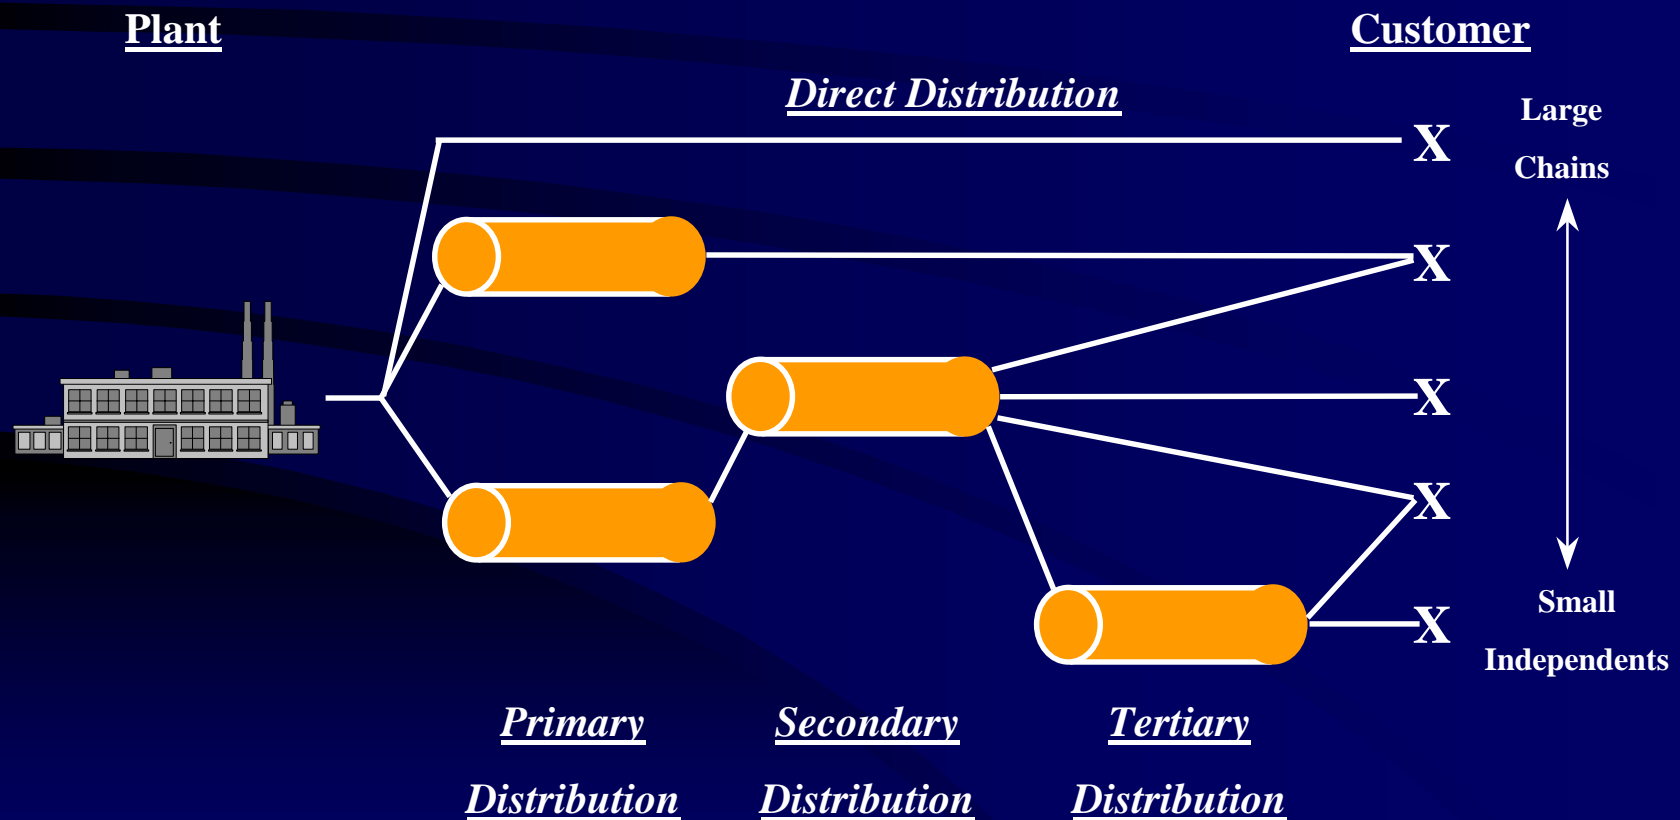 Plant
Customer
Direct Distribution
Large
Chains
X
X
X
X
X
Small
Independents
Primary
Distribution
Secondary
Distribution
Tertiary
Distribution